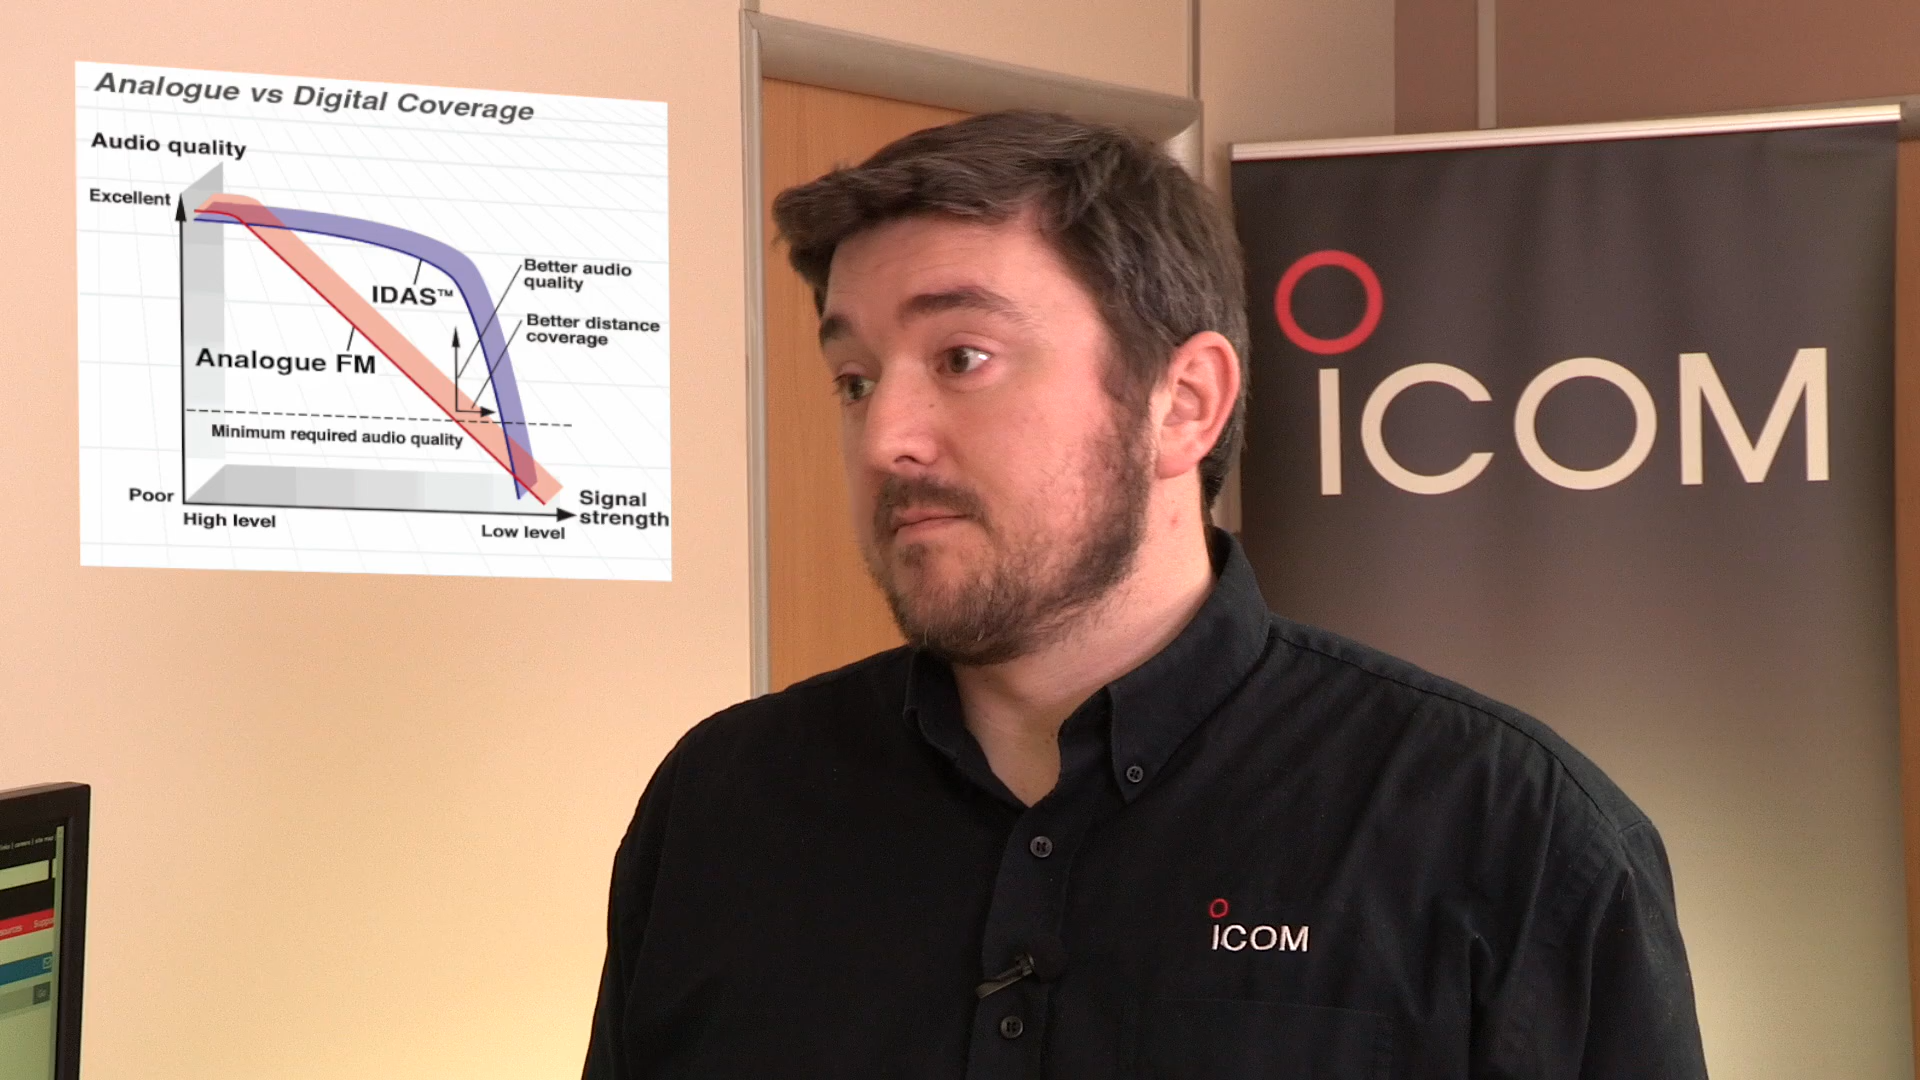 Analogue vs Digital Coverage
Audio quality
Excellent
Better audio
quality
IDAS™
Better distance
coverage
Analogue FM
Minimum required audio quality
Poor
Signal
strength
High level
Low level
ICOM
ICOM